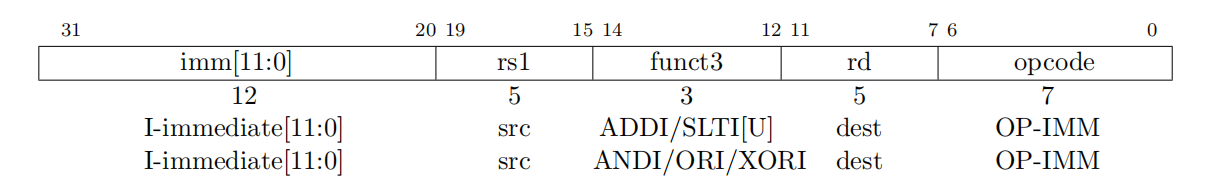 31 20 19 15 14 12 11 7 6 0
imm[11:0] rs1 funct3 rd opcode
12 5 3 5 7
I-immediate[11:0] src ADDI/SLTI[U] dest OP-IMM
I-immediate[11:0] src ANDI/ORI/XORI dest OP-IMM